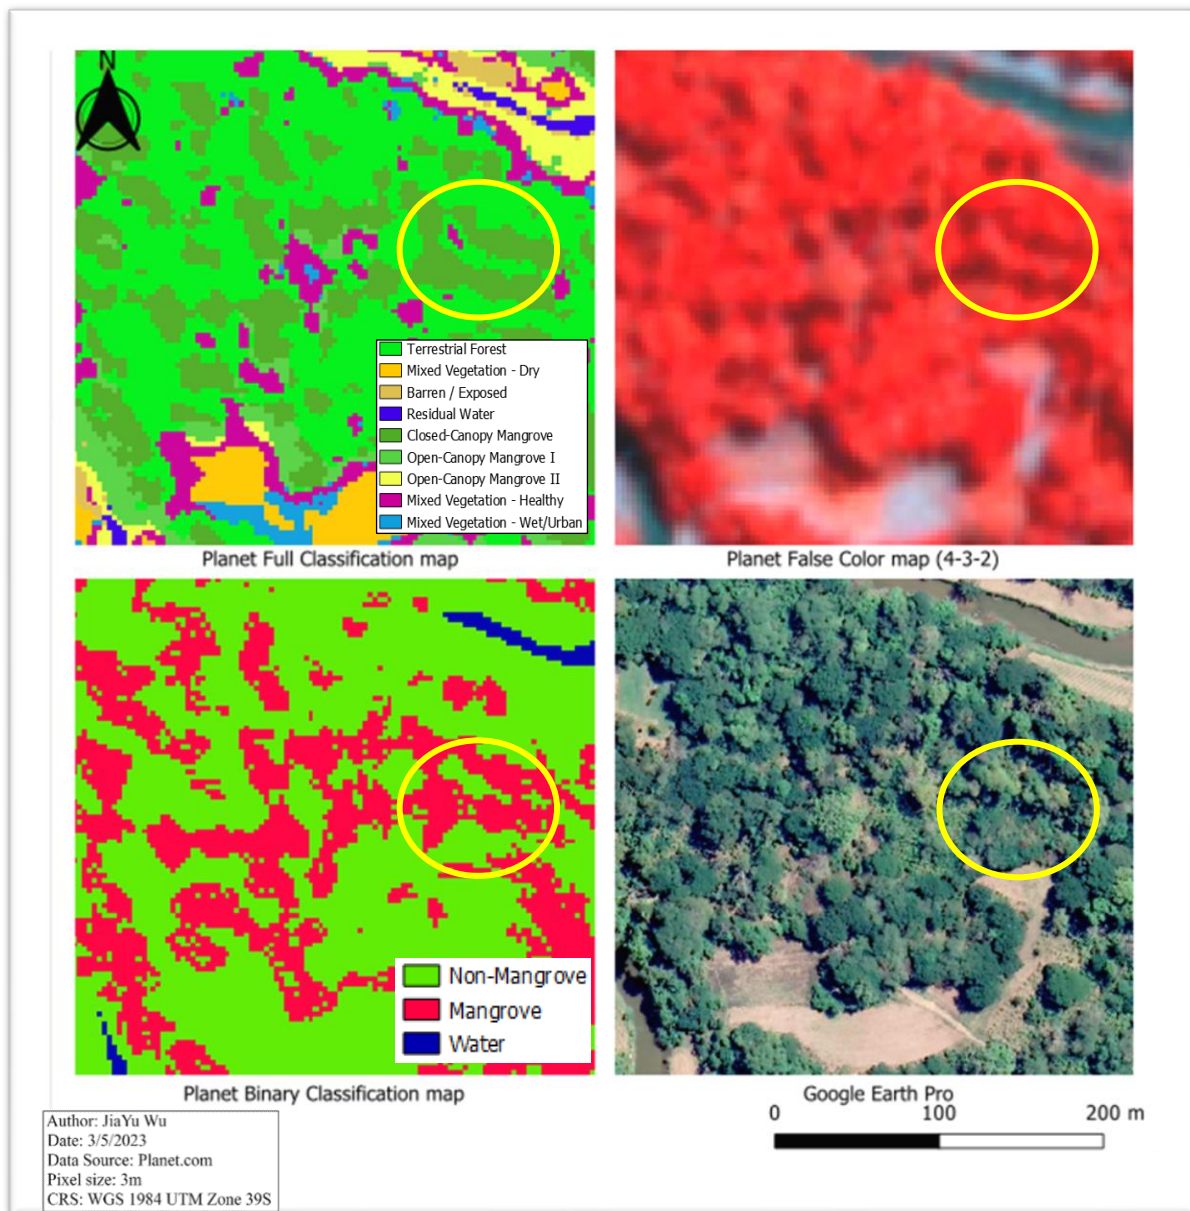 N
Terrestrial Forest
Mixed Vegetation - Dry
Barren / Exposed
Residual Water
Closed-Canopy Mangrove
Open-Canopy Mangrove I
Open-Canopy Mangrove II
Mixed Vegetation - Healthy
Mixed Vegetation - Wet/Urban
Planet Full Classification map
Planet False Color map (4-3-2)
Non-Mangrove
Mangrove
Water
Planet Binary Classification map
Google Earth Pro
0 100 200 m
Author: JiaYu Wu
Date: 3/5/2023
Data Source: Planet.com
Pixel size: 3m
CRS: WGS 1984 UTM Zone 39S